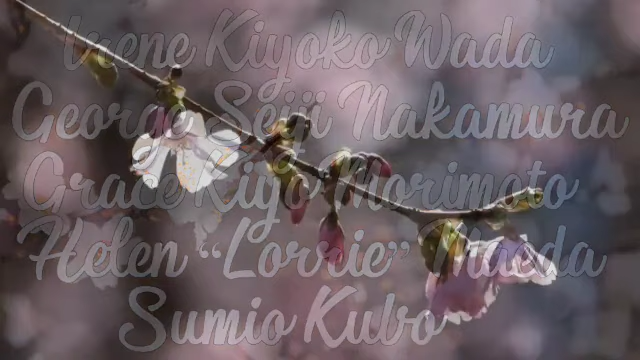 Irene Kiyoko Wada
George Seiji Nakamura
Grace Kiyo Morimoto
Helen “Lorrie” Maeda
Sumio Kubo